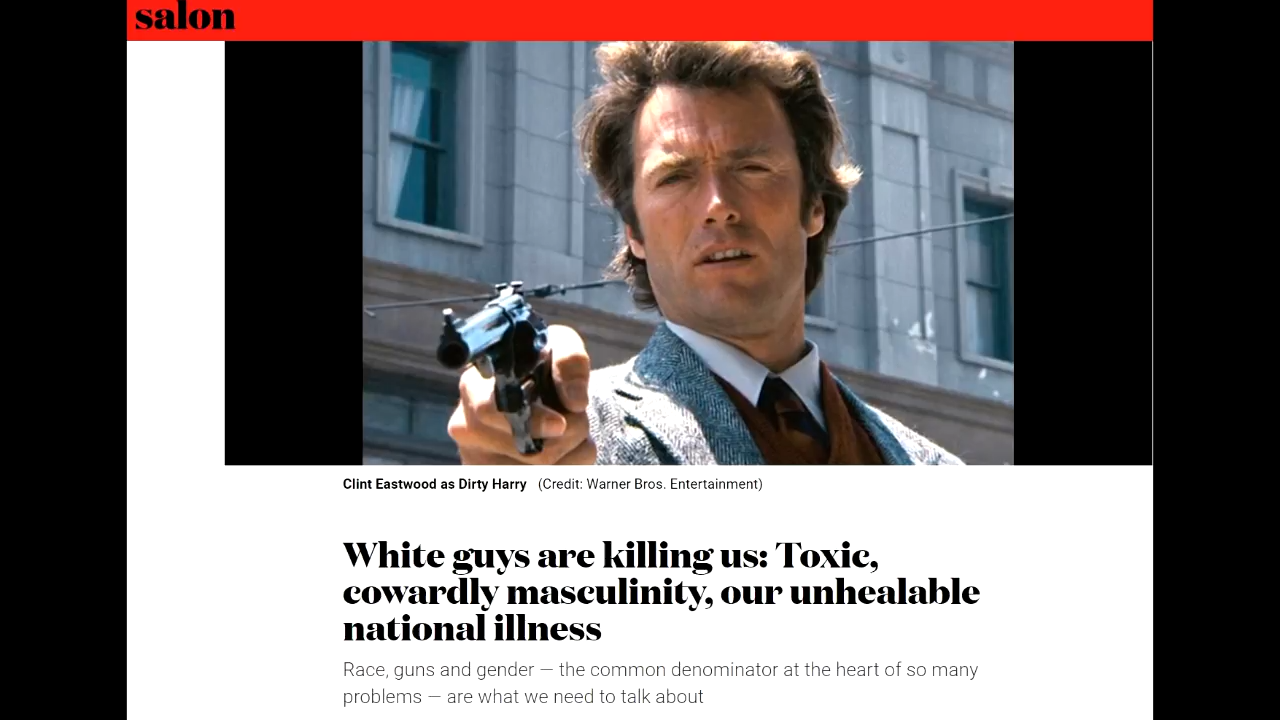 salon
Clint Eastwood as Dirty Harry (Credit: Warner Bros. Entertainment)
White guys are killing us: Toxic,
cowardly masculinity, our unhealable
national illness
Race, guns and gender — the common denominator at the heart of so many
problems — are what we need to talk about